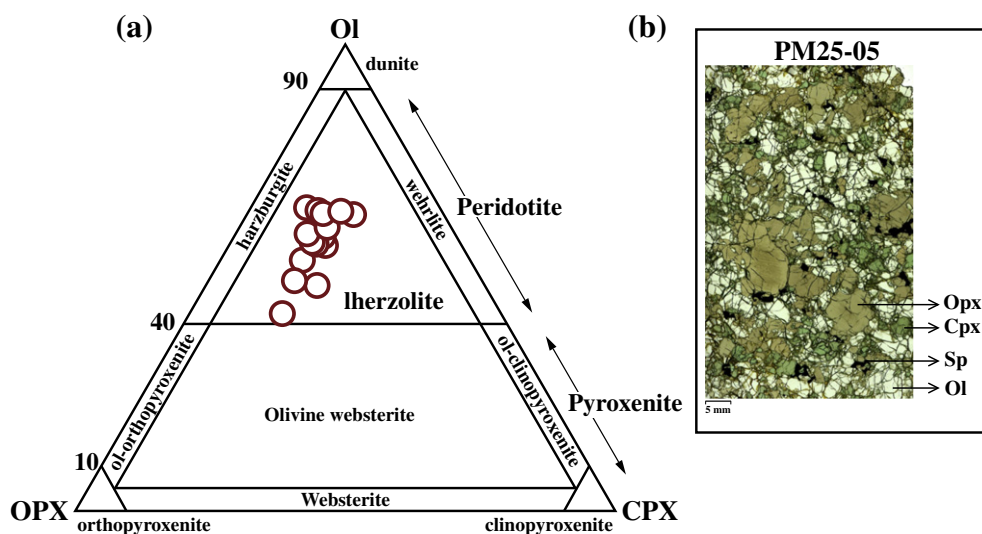 (a)
Ol
dunite
90
harzburgite
wehrlite
Peridotite
lherzolite
40
ol-orthopyroxenite
ol-clinopyroxenite
Olivine websterite
Pyroxenite
10
Websterite
OPX
CPX
orthopyroxenite
clinopyroxenite
(b)
PM25-05
Opx
Cpx
Sp
Ol
5 mm